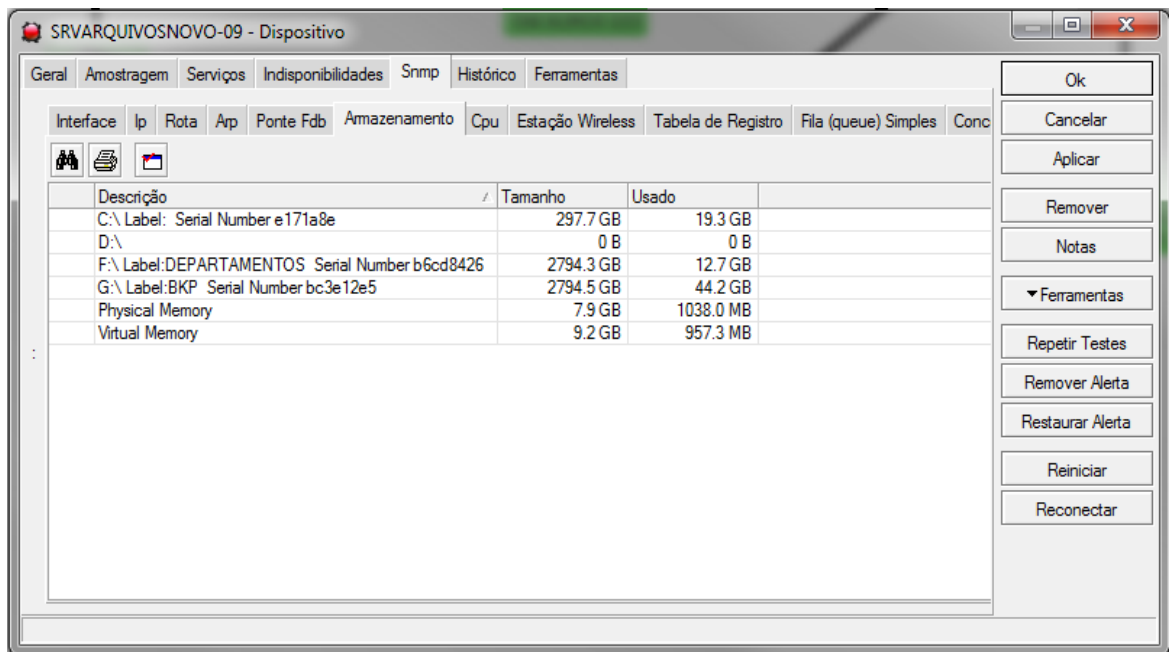 SRVARQUIVOSNOVO-09 - Dispositivo
Geral Amostragem Serviços Indisponibilidades Snmp Histórico Ferramentas
Interface Ip Rota Arp Ponte Fdb Armazenamento Cpu Estação Wireless Tabela de Registro Fila (queue) Simples Conc
Descrição Tamanho Usado
C:\ Label:  Serial Number e171a8e 297.7 GB 19.3 GB
D:\ 0 B 0 B
F:\ Label:DEPARTAMENTOS  Serial Number b6cd8426 2794.3 GB 12.7 GB
G:\ Label:BKP  Serial Number bc3e12e5 2794.5 GB 44.2 GB
Physical Memory 7.9 GB 1038.0 MB
Virtual Memory 9.2 GB 957.3 MB
:
Ok
Cancelar
Aplicar
Remover
Notas
Ferramentas
Repetir Testes
Remover Alerta
Restaurar Alerta
Reiniciar
Reconectar